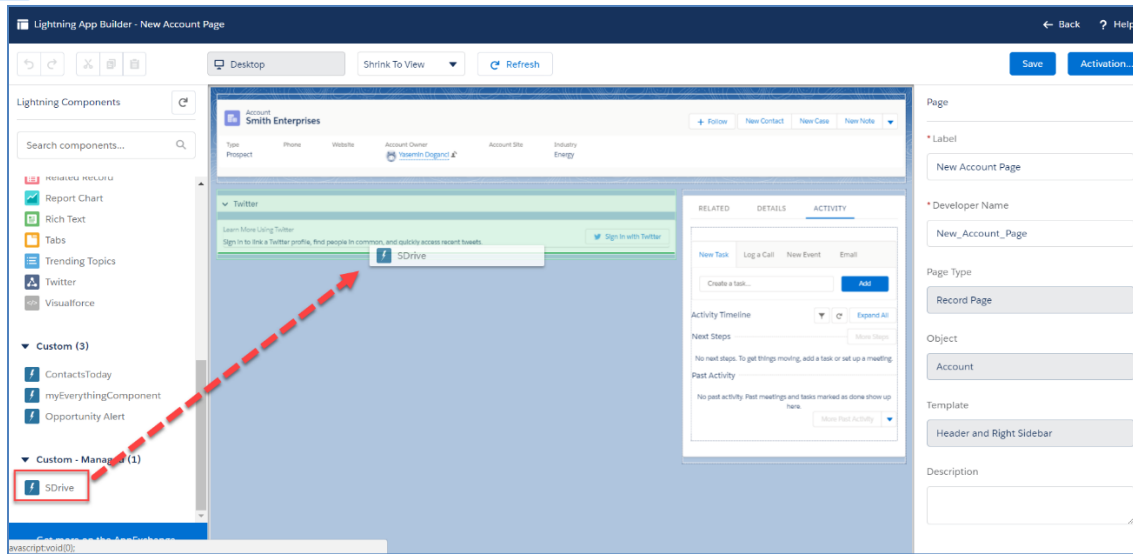 Lightning App Builder - New Account Page
← Back
? Help
Desktop
Shrink To View
Refresh
Save
Activation...
Lightning Components
Search components...
Related Record
Report Chart
Rich Text
Tabs
Trending Topics
Twitter
Visualforce
Custom (3)
ContactsToday
myEverythingComponent
Opportunity Alert
Custom - Managed (1)
SDrive
Get more on the AppExchange
avascript:void(0);
Account
Smith Enterprises
+ Follow
New Contact
New Case
New Note
Type
Phone
Website
Account Owner
Account Site
Industry
Prospect
Yasemin Doganci
Energy
Twitter
Learn More Using Twitter
Sign in to link a Twitter profile, find people in common, and quickly access recent tweets.
Sign in with Twitter
SDrive
RELATED
DETAILS
ACTIVITY
New Task
Log a Call
New Event
Email
Create a task...
Add
Activity Timeline
Expand All
Next Steps
More Steps
No next steps. To get things moving, add a task or set up a meeting.
Past Activity
No past activity. Past meetings and tasks marked as done show up
here.
More Past Activity
Page
* Label
New Account Page
* Developer Name
New_Account_Page
Page Type
Record Page
Object
Account
Template
Header and Right Sidebar
Description